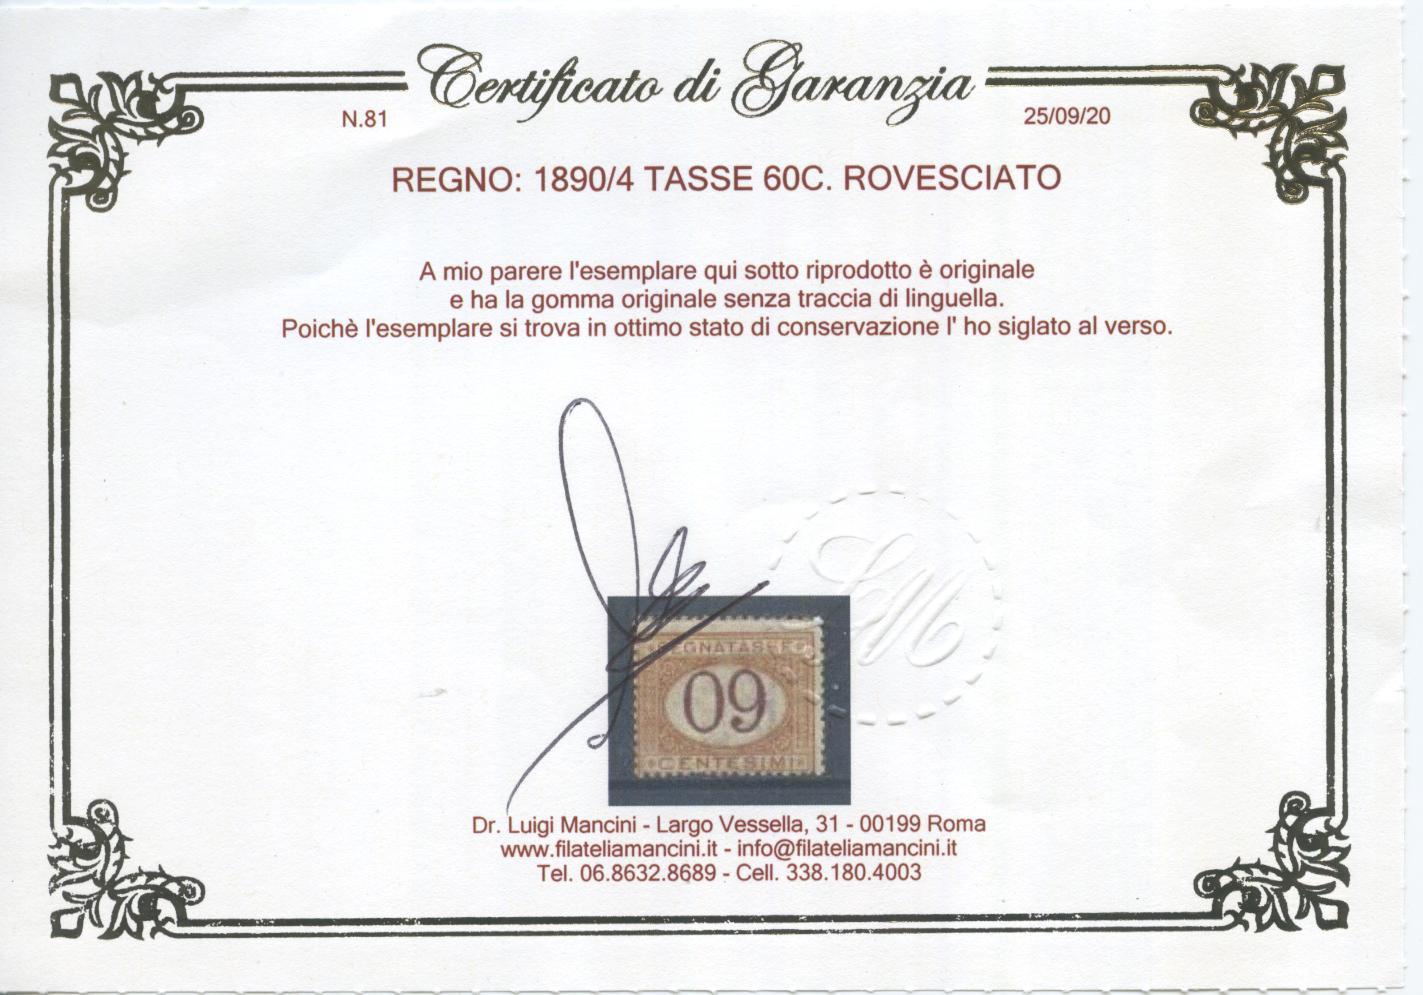 Certificato di Garanzia
N.81
25/09/20
REGNO: 1890/4 TASSE 60C. ROVESCIATO
A mio parere l'esemplare qui sotto riprodotto è originale
e ha la gomma originale senza traccia di linguella.
Poichè l'esemplare si trova in ottimo stato di conservazione l' ho siglato al verso.
SEGNATASSE
60
CENTESIMI
Dr. Luigi Mancini - Largo Vessella, 31 - 00199 Roma
www.filateliamancini.it - info@filateliamancini.it
Tel. 06.8632.8689 - Cell. 338.180.4003